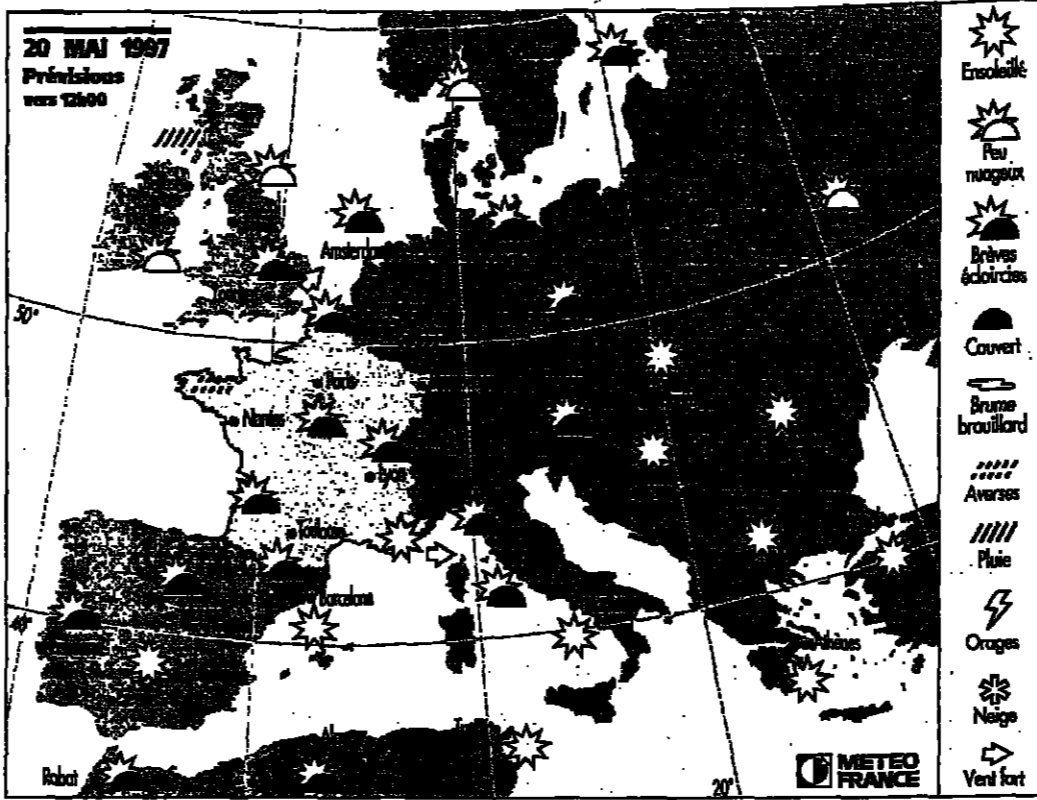 20 MAI 1997
Prévisions
vers 12h00
Amsterdam
50°
Paris
Nantes
Lyon
Toulouse
Barcelone
40°
Athènes
Rabat
20°
METEO
FRANCE
Ensoleillé
Peu
nuageux
Brèves
éclaircies
Couvert
Brume
brouillard
Averses
Pluie
Orages
Neige
Vent fort